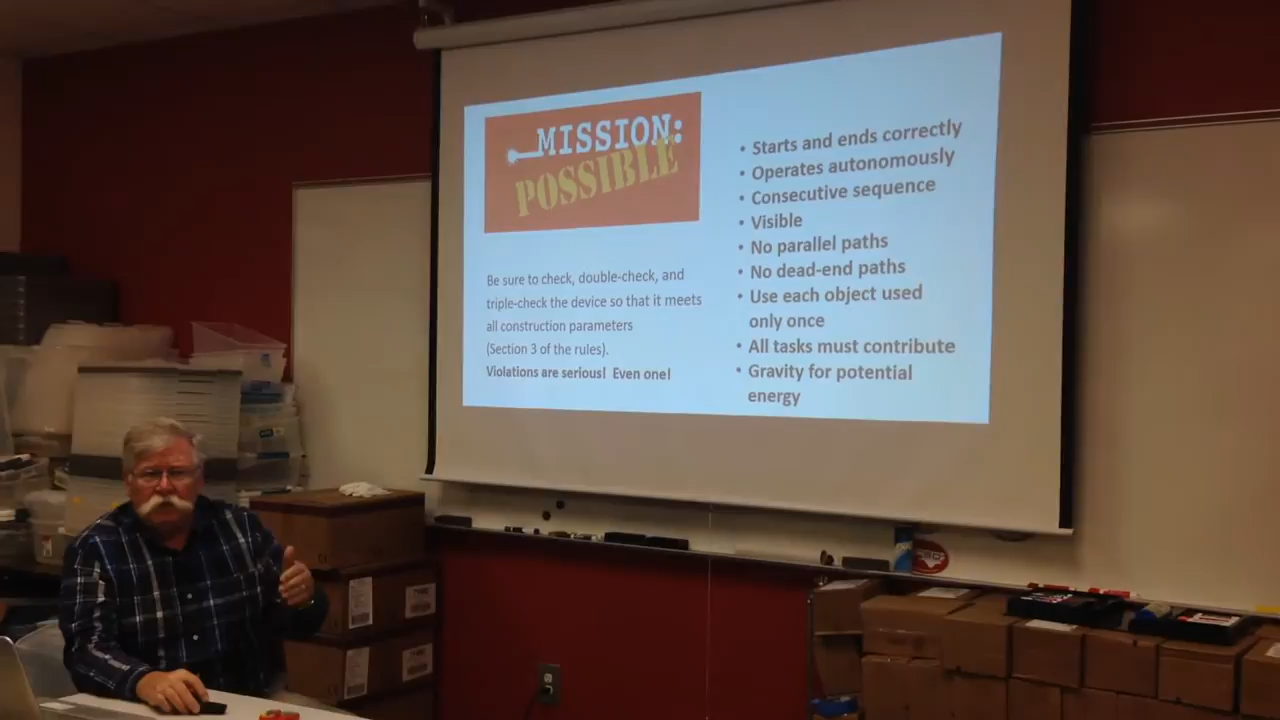 MISSION:
POSSIBLE
Be sure to check, double-check, and
triple-check the device so that it meets
all construction parameters
(Section 3 of the rules).
Violations are serious! Even one!
• Starts and ends correctly
• Operates autonomously
• Consecutive sequence
• Visible
• No parallel paths
• No dead-end paths
• Use each object used
only once
• All tasks must contribute
• Gravity for potential
energy